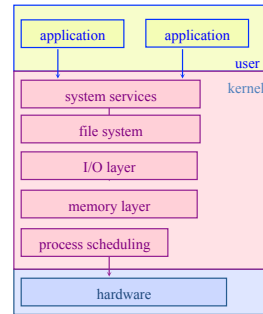 application application
user
kernel
system services
file system
I/O layer
memory layer
process scheduling
hardware